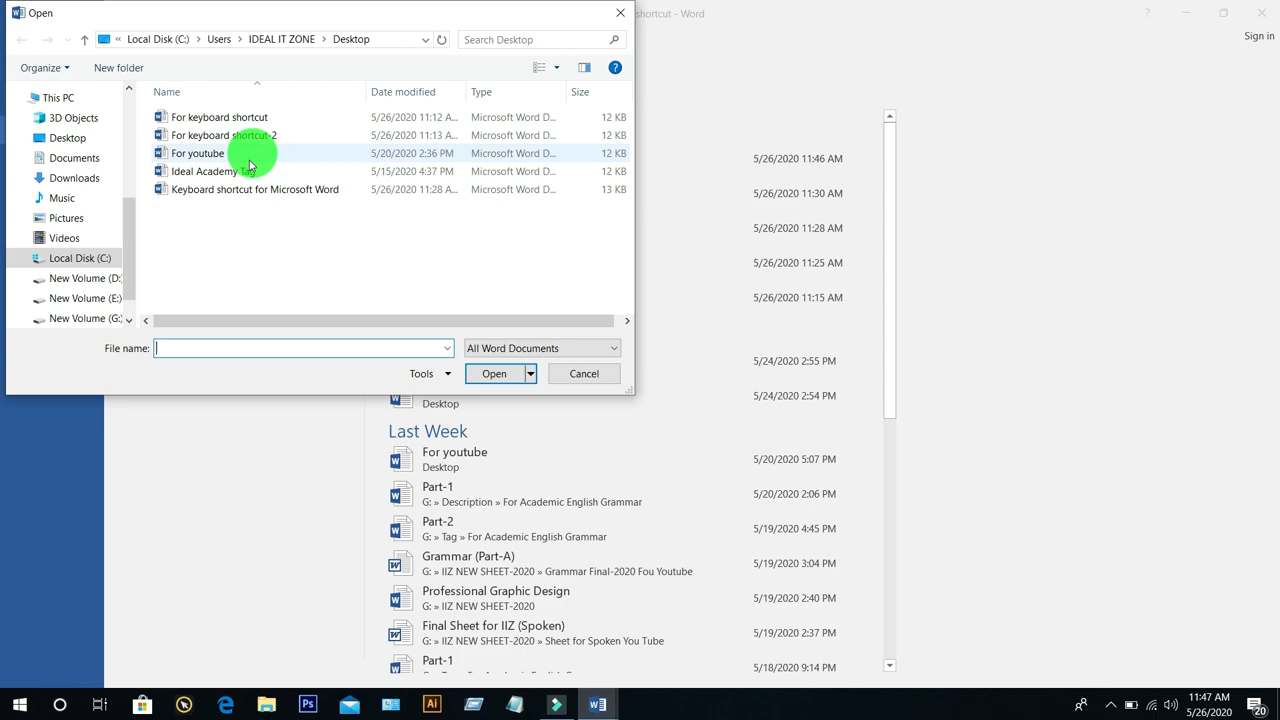 Open
shortcut - Word
Sign in
Local Disk (C:) Users IDEAL IT ZONE Desktop
Search Desktop
Organize New folder
Name Date modified Type Size
This PC
3D Objects
Desktop
Documents
Downloads
Music
Pictures
Videos
Local Disk (C:)
New Volume (D:
New Volume (E:)
New Volume (G:)
For keyboard shortcut 5/26/2020 11:12 A... Microsoft Word D... 12 KB
For keyboard shortcut-2 5/26/2020 11:13 A... Microsoft Word D... 12 KB
For youtube 5/20/2020 2:36 PM Microsoft Word D... 12 KB
Ideal Academy Tag 5/15/2020 4:37 PM Microsoft Word D... 12 KB
Keyboard shortcut for Microsoft Word 5/26/2020 11:28 A... Microsoft Word D... 13 KB
File name: All Word Documents
Tools Open Cancel
5/26/2020 11:46 AM
5/26/2020 11:30 AM
5/26/2020 11:28 AM
5/26/2020 11:25 AM
5/26/2020 11:15 AM
5/24/2020 2:55 PM
5/24/2020 2:54 PM
Desktop
Last Week
For youtube 5/20/2020 5:07 PM
Desktop
Part-1 5/20/2020 2:06 PM
G: » Description » For Academic English Grammar
Part-2 5/19/2020 4:45 PM
G: » Tag » For Academic English Grammar
Grammar (Part-A) 5/19/2020 3:04 PM
G: » IIZ NEW SHEET-2020 » Grammar Final-2020 Fou Youtube
Professional Graphic Design 5/19/2020 2:40 PM
G: » IIZ NEW SHEET-2020
Final Sheet for IIZ (Spoken) 5/19/2020 2:37 PM
G: » IIZ NEW SHEET-2020 » Sheet for Spoken You Tube
Part-1 5/18/2020 9:14 PM
Ps
Ai
11:47 AM
5/26/2020
20